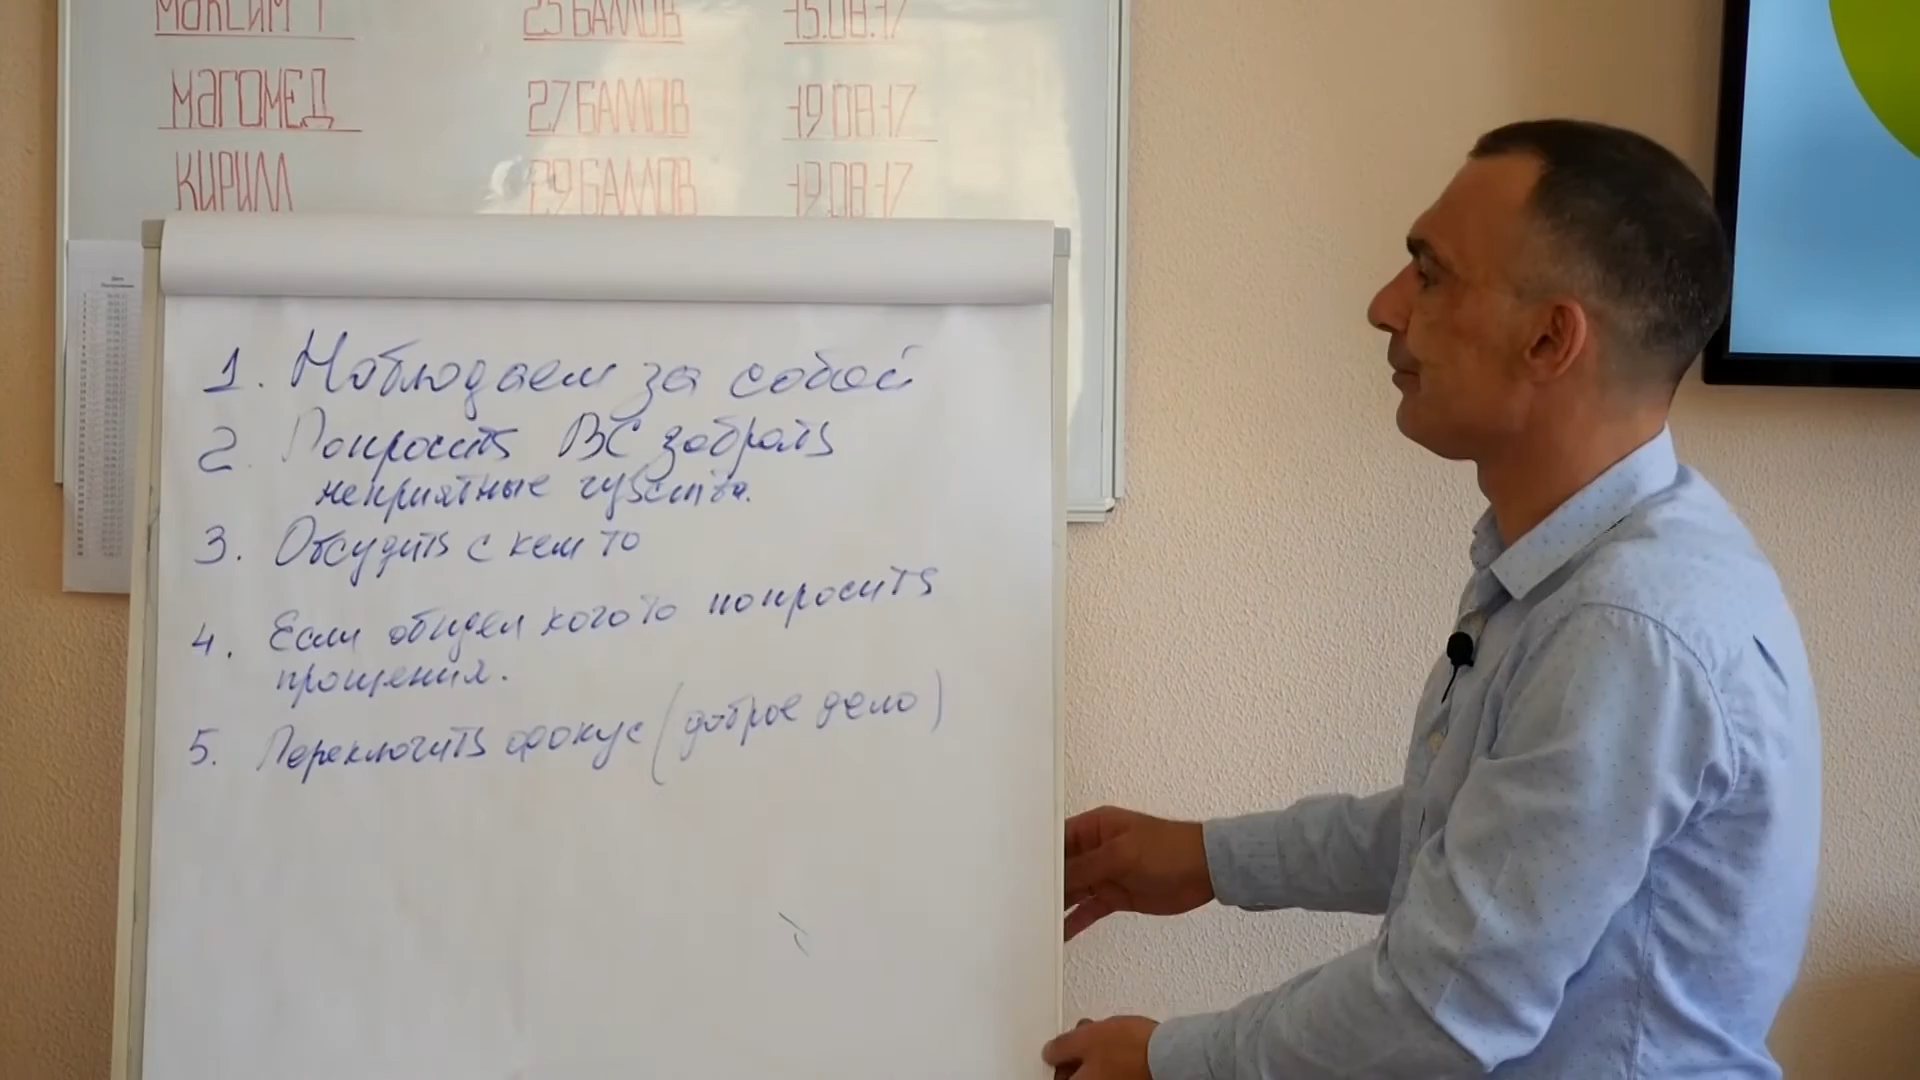 МАКСИМ Г 25 БАЛЛОВ 15.08.17
МАГОМЕД 27 БАЛЛОВ 19.08.17
КИРИЛЛ 29 БАЛЛОВ 19.08.17
1. Наблюдаем за собой
2. Попросить ВС забрать
неприятные чувства.
3. Обсудить с кем то
4. Если обидел кого то попросить
прощения.
5. Переключить фокус (доброе дело)